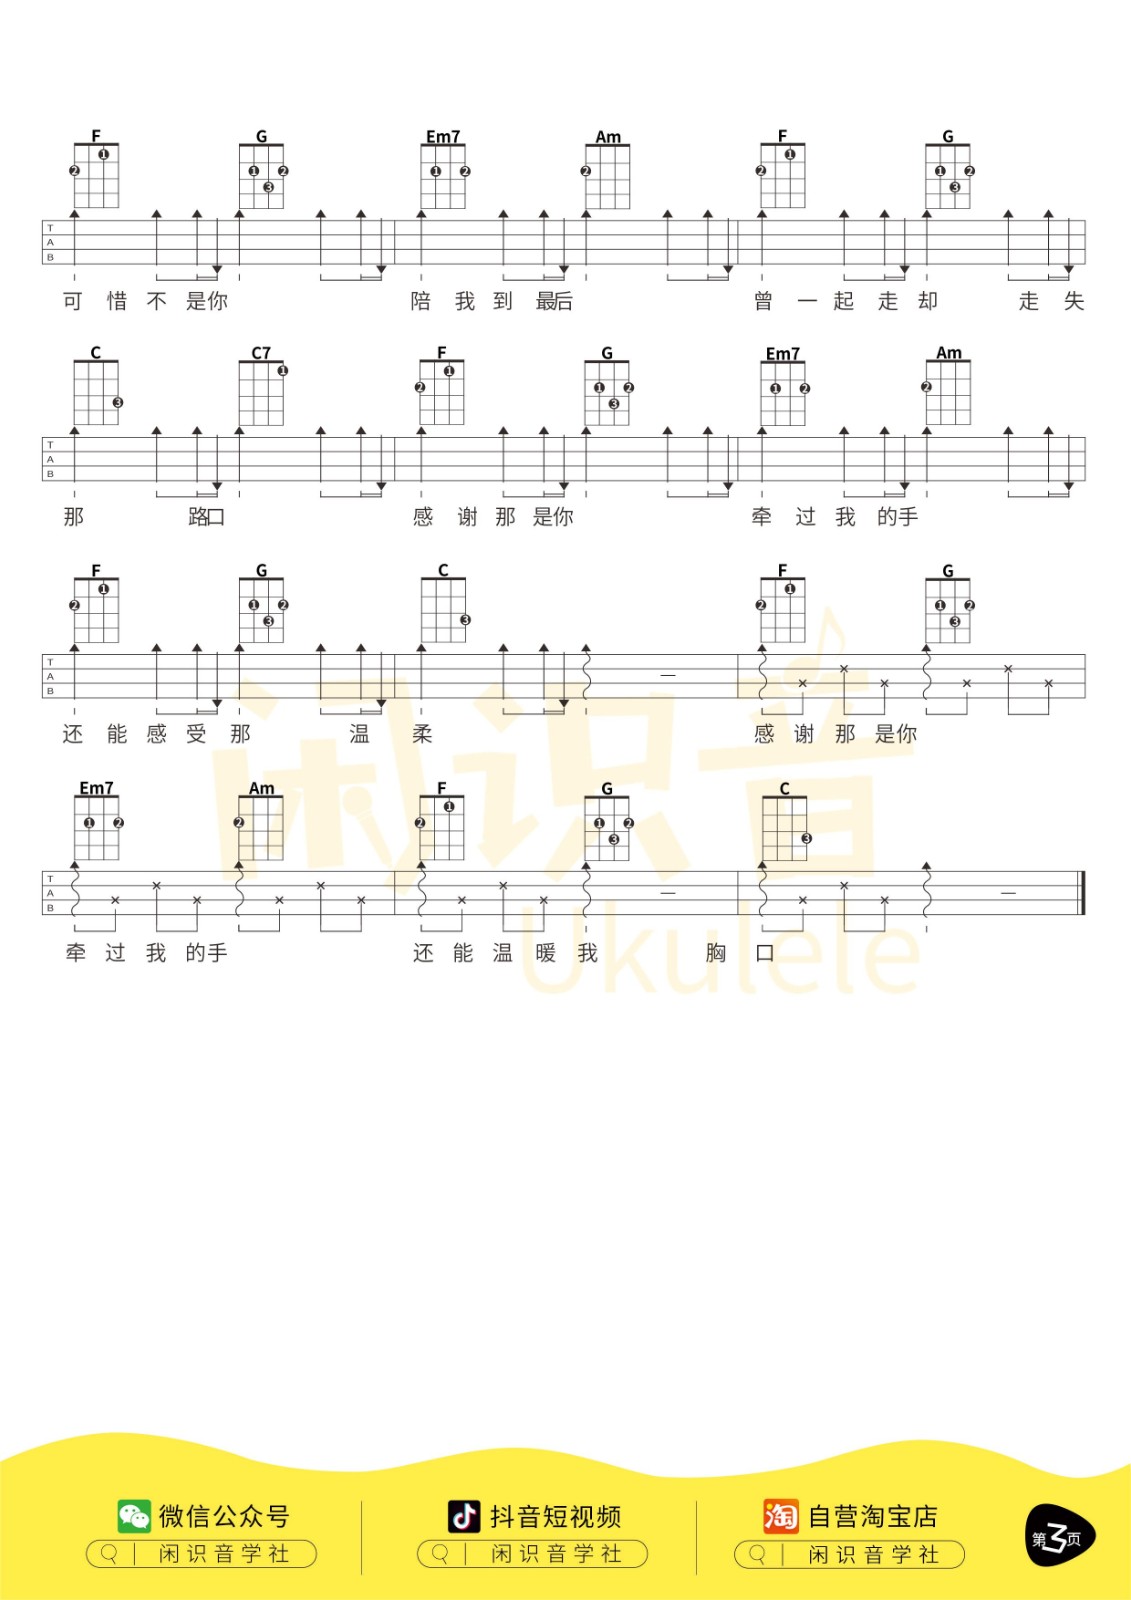 F G Em7 Am F G
T
A
B
可 惜 不 是你 陪 我 到 最后 曾 一 起 走 却 走 失
C C7 F G Em7 Am
T
A
B
那 路口 感 谢 那 是你 牵 过 我 的手
F G C F G
T
A
B
还 能 感 受 那 温 柔 感 谢 那 是你
Em7 Am F G C
T
A
B
牵 过 我 的手 还 能 温 暖 我 胸 口
闲识音
Ukulele
微信公众号
闲识音学社
抖音短视频
闲识音学社
淘 自营淘宝店
闲识音学社
第3页